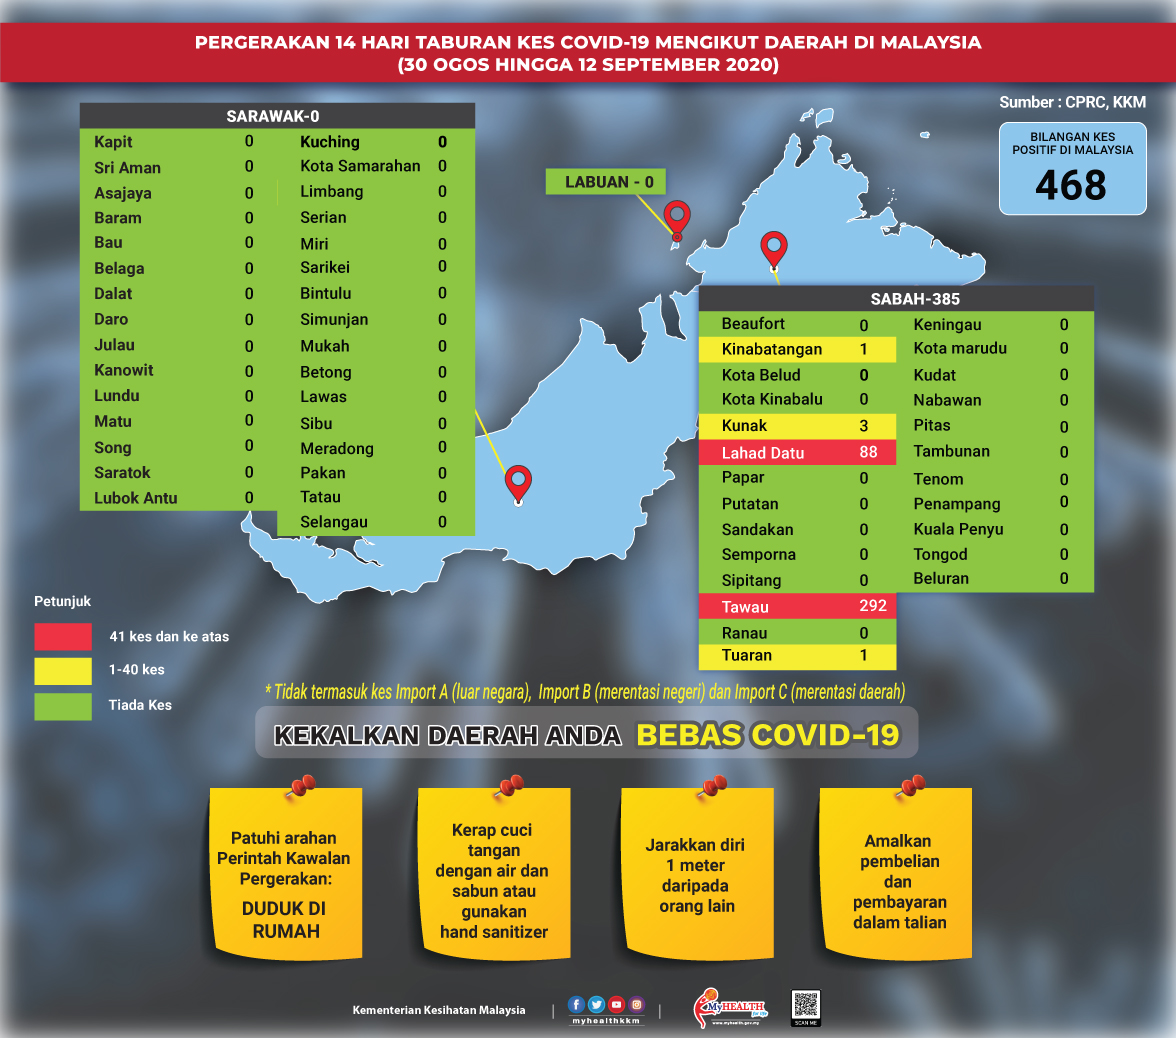 PERGERAKAN 14 HARI TABURAN KES COVID-19 MENGIKUT DAERAH DI MALAYSIA
(30 OGOS HINGGA 12 SEPTEMBER 2020)
Sumber : CPRC, KKM
BILANGAN KES
POSITIF DI MALAYSIA
468
SARAWAK-0
Kapit 0 Kuching 0
Sri Aman 0 Kota Samarahan 0
Asajaya 0 Limbang 0
Baram 0 Serian 0
Bau 0 Miri 0
Belaga 0 Sarikei 0
Dalat 0 Bintulu 0
Daro 0 Simunjan 0
Julau 0 Mukah 0
Kanowit 0 Betong 0
Lundu 0 Lawas 0
Matu 0 Sibu 0
Song 0 Meradong 0
Saratok 0 Pakan 0
Lubok Antu 0 Tatau 0
Selangau 0
LABUAN - 0
SABAH-385
Beaufort 0 Keningau 0
Kinabatangan 1 Kota marudu 0
Kota Belud 0 Kudat 0
Kota Kinabalu 0 Nabawan 0
Kunak 3 Pitas 0
Lahad Datu 88 Tambunan 0
Papar 0 Tenom 0
Putatan 0 Penampang 0
Sandakan 0 Kuala Penyu 0
Semporna 0 Tongod 0
Sipitang 0 Beluran 0
Tawau 292
Ranau 0
Tuaran 1
Petunjuk
41 kes dan ke atas
1-40 kes
Tiada Kes
* Tidak termasuk kes Import A (luar negara), Import B (merentasi negeri) dan Import C (merentasi daerah)
KEKALKAN DAERAH ANDA BEBAS COVID-19
Patuhi arahan
Perintah Kawalan
Pergerakan:
DUDUK DI
RUMAH
Kerap cuci
tangan
dengan air dan
sabun atau
gunakan
hand sanitizer
Jarakkan diri
1 meter
daripada
orang lain
Amalkan
pembelian
dan
pembayaran
dalam talian
Kementerian Kesihatan Malaysia
myhealthkkm
MyHEALTH
for life
www.myhealth.gov.my
SCAN ME